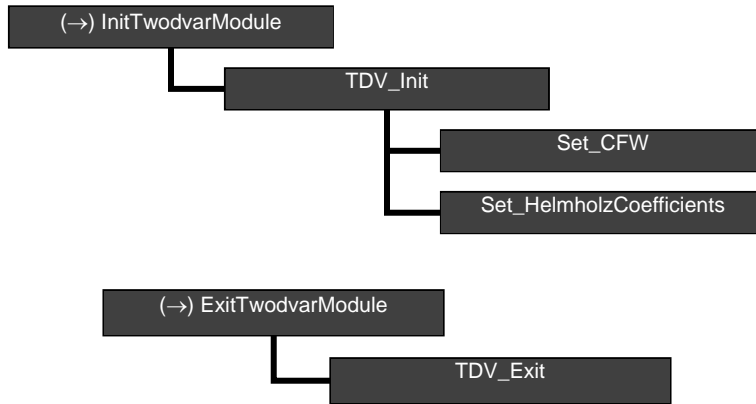 (→) InitTwodvarModule
TDV_Init
Set_CFW
Set_HelmholzCoefficients
(→) ExitTwodvarModule
TDV_Exit